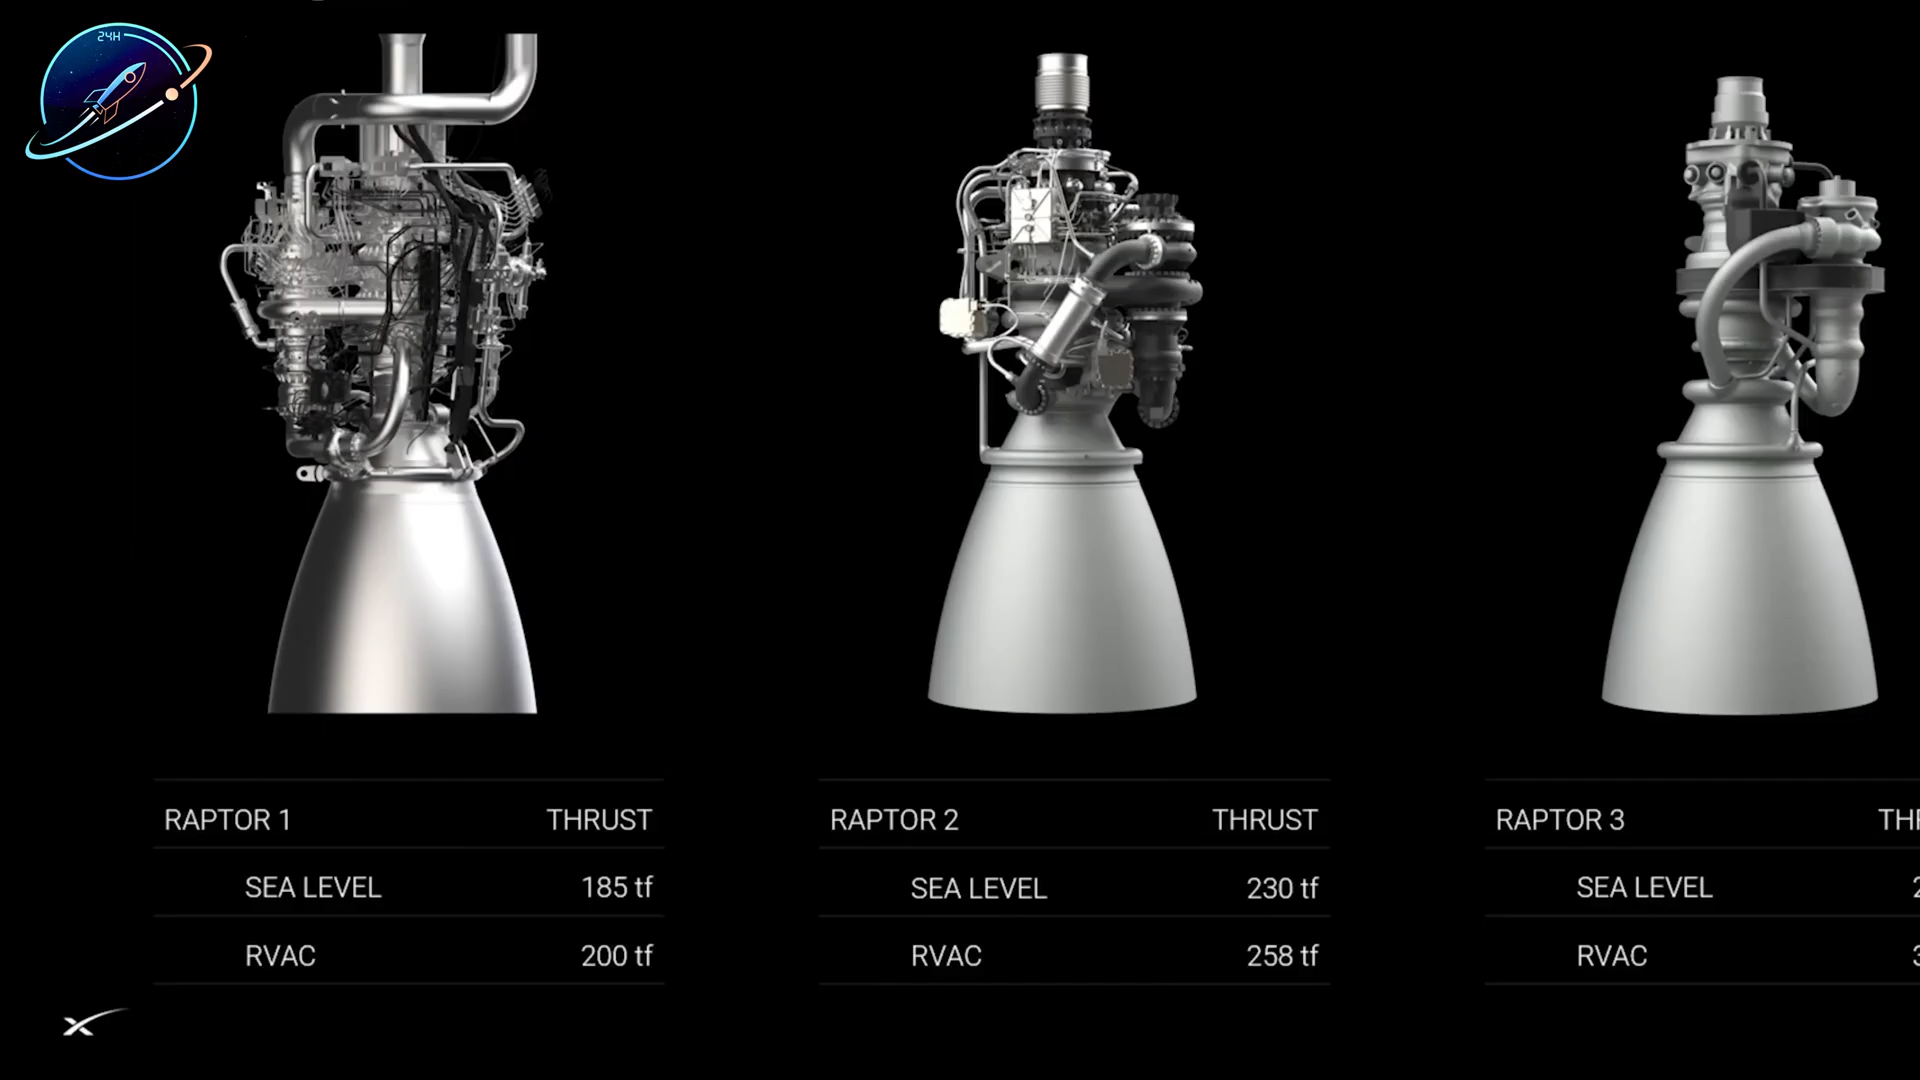 24H
RAPTOR 1 THRUST
SEA LEVEL 185 tf
RVAC 200 tf
RAPTOR 2 THRUST
SEA LEVEL 230 tf
RVAC 258 tf
RAPTOR 3
SEA LEVEL
RVAC